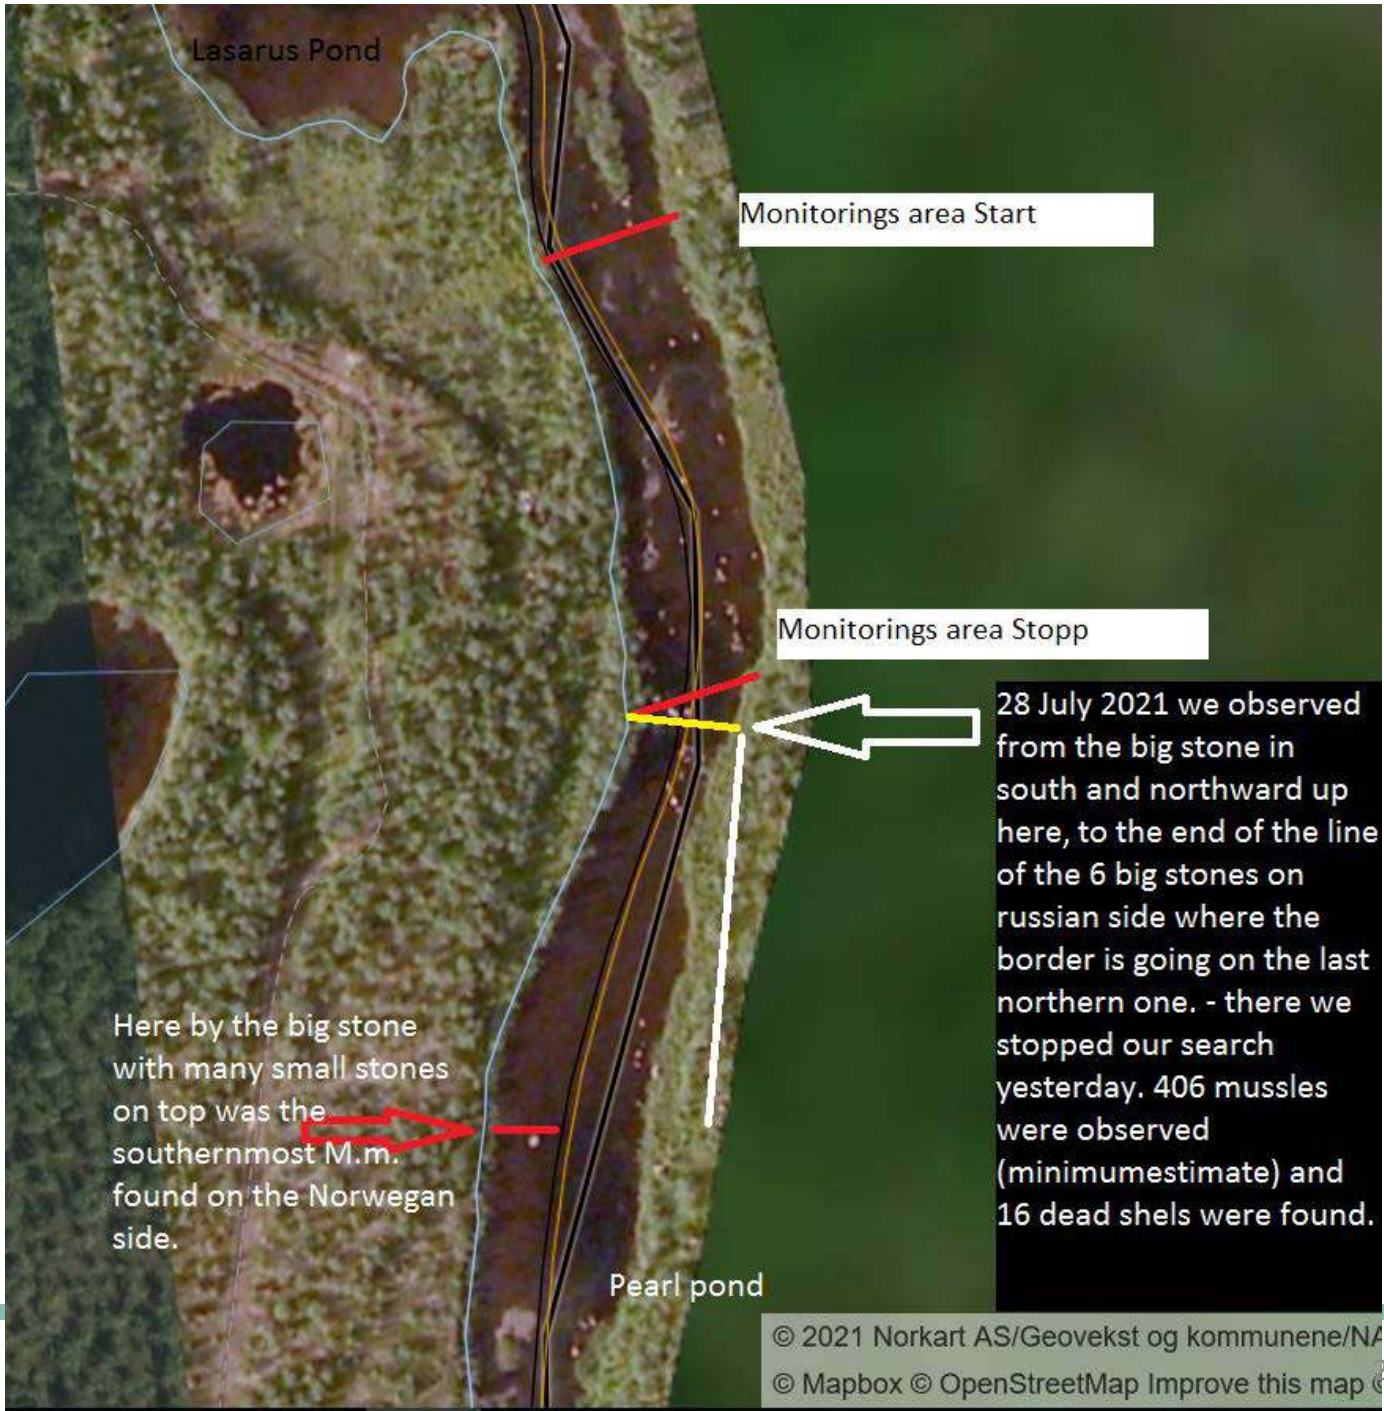 Lasarus Pond
Monitorings area Start
Monitorings area Stopp
28 July 2021 we observed
from the big stone in
south and northward up
here, to the end of the line
of the 6 big stones on
russian side where the
border is going on the last
northern one. - there we
stopped our search
yesterday. 406 mussles
were observed
(minimumestimate) and
16 dead shels were found.
Here by the big stone
with many small stones
on top was the
southernmost M.m.
found on the Norwegan
side.
Pearl pond
© 2021 Norkart AS/Geovekst og kommunene/NA
© Mapbox © OpenStreetMap Improve this map ©